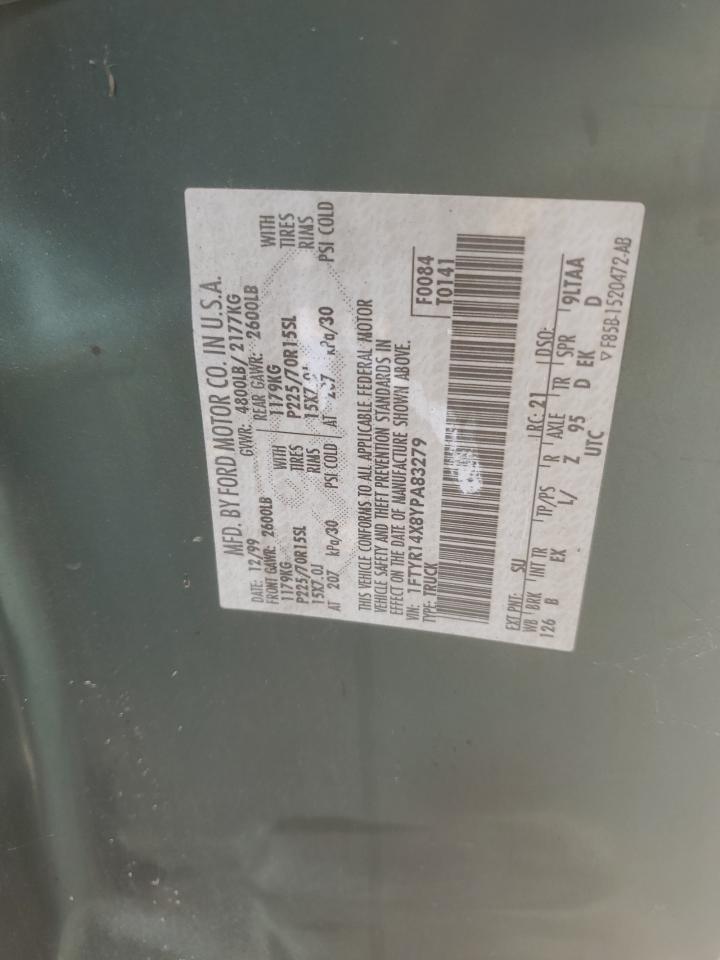 MFD. BY FORD MOTOR CO. IN U.S.A.
DATE: 12/99 GVWR: 4800LB/ 2177KG
FRONT GAWR: 2600LB REAR GAWR: 2600LB
1179KG WITH 1179KG WITH
P225/70R15SL TIRES P225/70R15SL TIRES
15X7.0J RIMS 15X7.0J RIMS
AT 207 kPa/30 PSI COLD AT 207 kPa/30 PSI COLD
THIS VEHICLE CONFORMS TO ALL APPLICABLE FEDERAL MOTOR
VEHICLE SAFETY AND THEFT PREVENTION STANDARDS IN
EFFECT ON THE DATE OF MANUFACTURE SHOWN ABOVE.
VIN: 1FTYR14X8YPA83279 F0084
TYPE: TRUCK T0141
EXT PNT: SU RC: 21 DSO:
WB BRK INT TR TP/PS R AXLE TR SPR 9LTAA
126 B EX L/ Z 95 D EK D
UTC ▽ F85B-1520472-AB